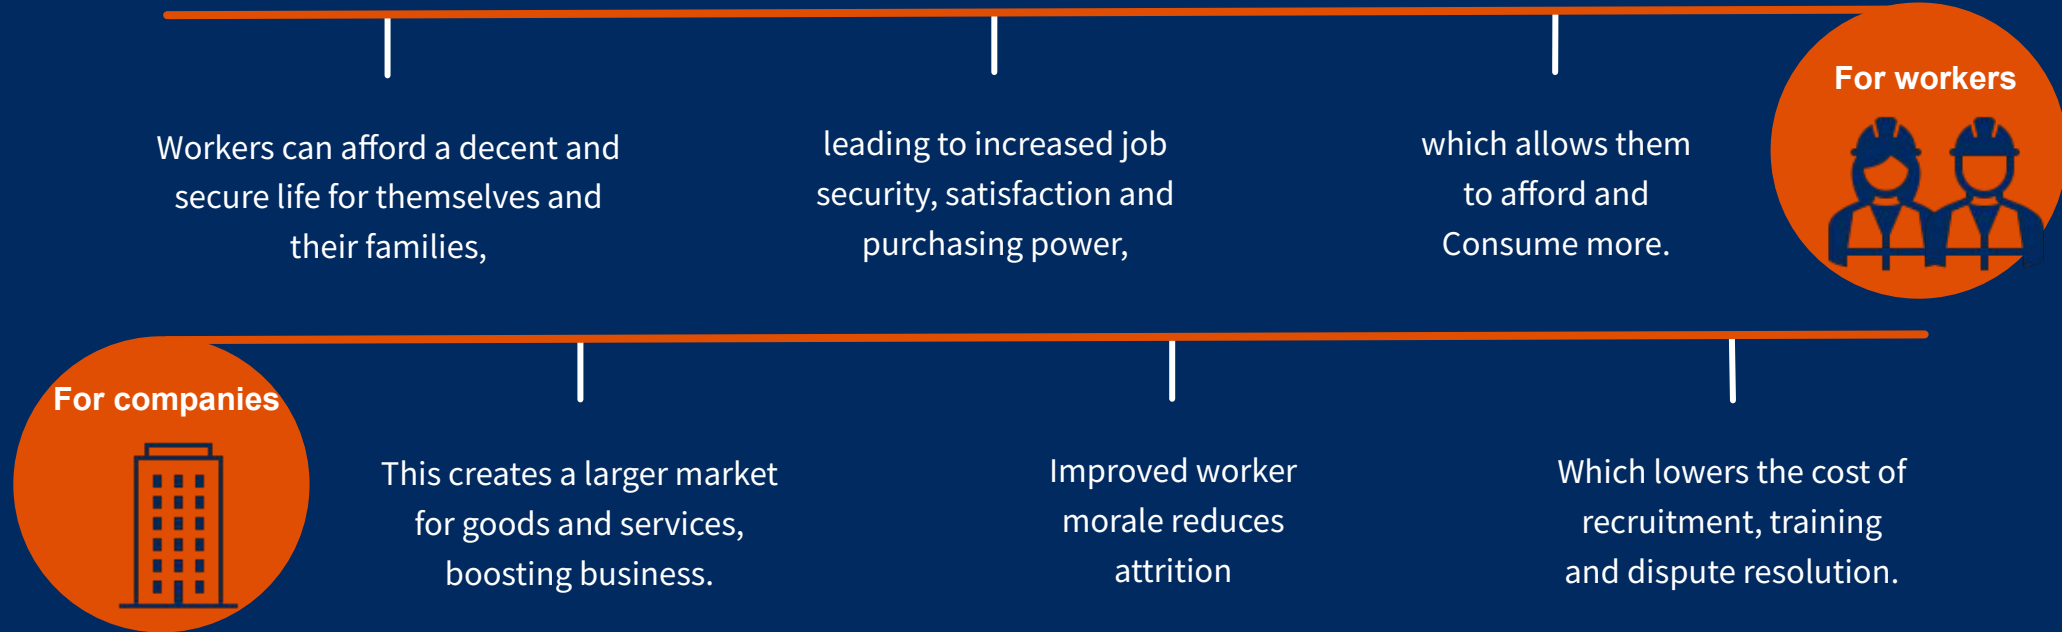 For workers
Workers can afford a decent and
secure life for themselves and
their families,
leading to increased job
security, satisfaction and
purchasing power,
which allows them
to afford and
Consume more.
For companies
This creates a larger market
for goods and services,
boosting business.
Improved worker
morale reduces
attrition
Which lowers the cost of
recruitment, training
and dispute resolution.